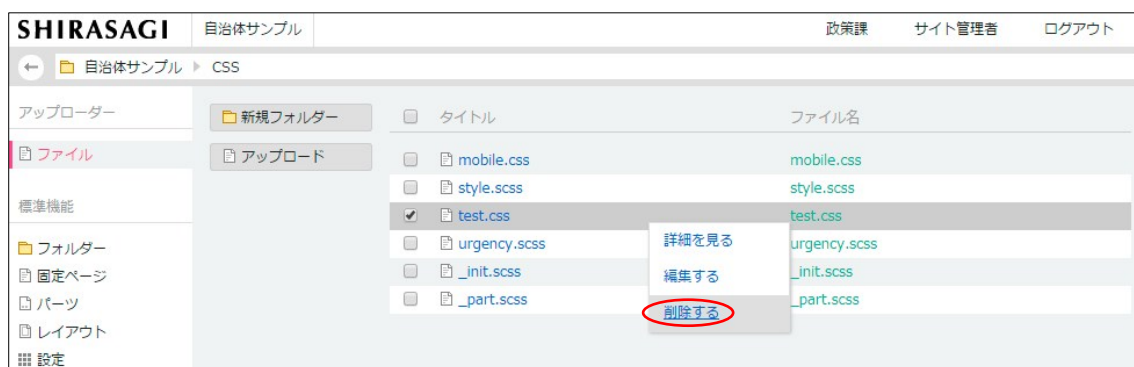 SHIRASAGI 自治体サンプル 政策課 サイト管理者 ログアウト
← 自治体サンプル CSS
アップローダー
ファイル
標準機能
フォルダー
固定ページ
パーツ
レイアウト
設定
新規フォルダー
アップロード
タイトル ファイル名
mobile.css mobile.css
style.scss style.scss
test.css test.css
urgency.scss urgency.scss
_init.scss _init.scss
_part.scss _part.scss
詳細を見る
編集する
削除する